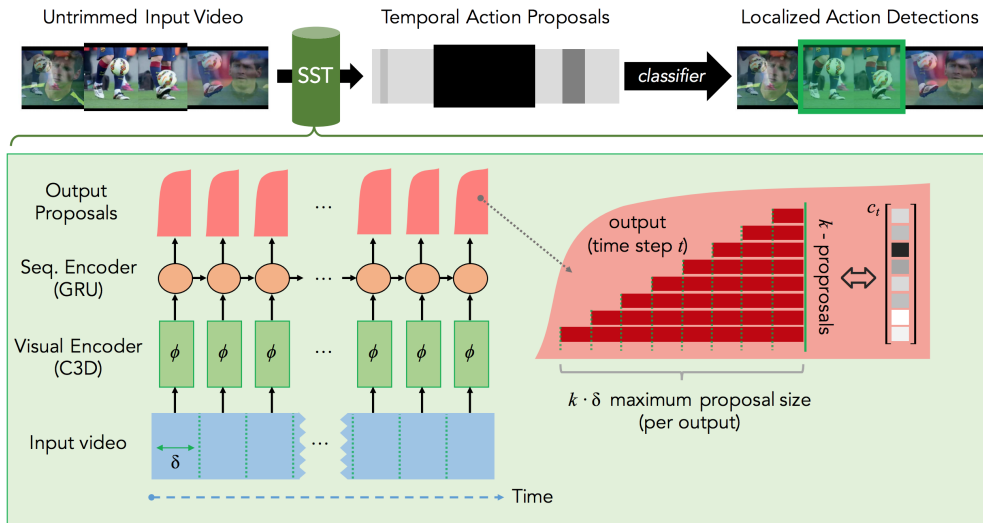 Untrimmed Input Video
Temporal Action Proposals
Localized Action Detections
SST
classifier
Output
Proposals
...
Seq. Encoder
(GRU)
...
Visual Encoder
(C3D)
ϕ ϕ ϕ ... ϕ ϕ ϕ
Input video
...
δ
Time
output
(time step t)
k - proprosals
c_t
k · δ maximum proposal size
(per output)